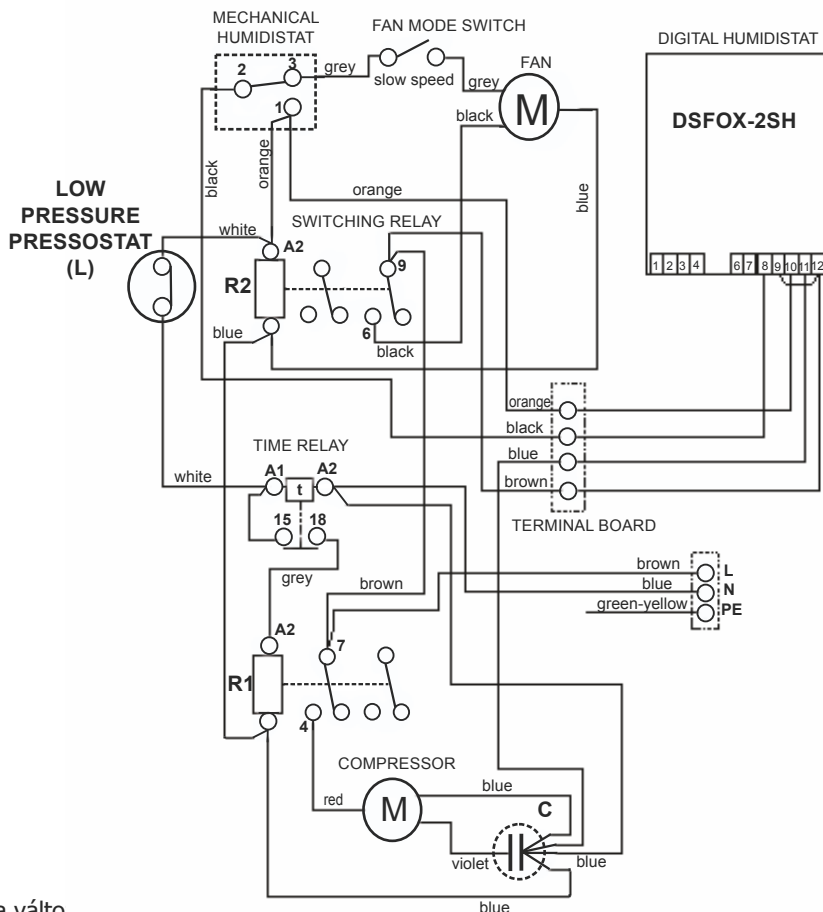 MECHANICAL
HUMIDISTAT
FAN MODE SWITCH
DIGITAL HUMIDISTAT
2
3
grey
slow speed
grey
FAN
M
DSFOX-2SH
1
black
black
orange
orange
blue
LOW
PRESSURE
PRESSOSTAT
(L)
white
SWITCHING RELAY
A2
9
R2
1 2 3 4 6 7 8 9 10 11 12
blue
6
black
orange
black
blue
brown
TERMINAL BOARD
TIME RELAY
white
A1
t
A2
15
18
grey
brown
brown
L
blue
N
green-yellow
PE
A2
7
R1
4
COMPRESSOR
red
M
blue
C
violet
blue
blue
a válto